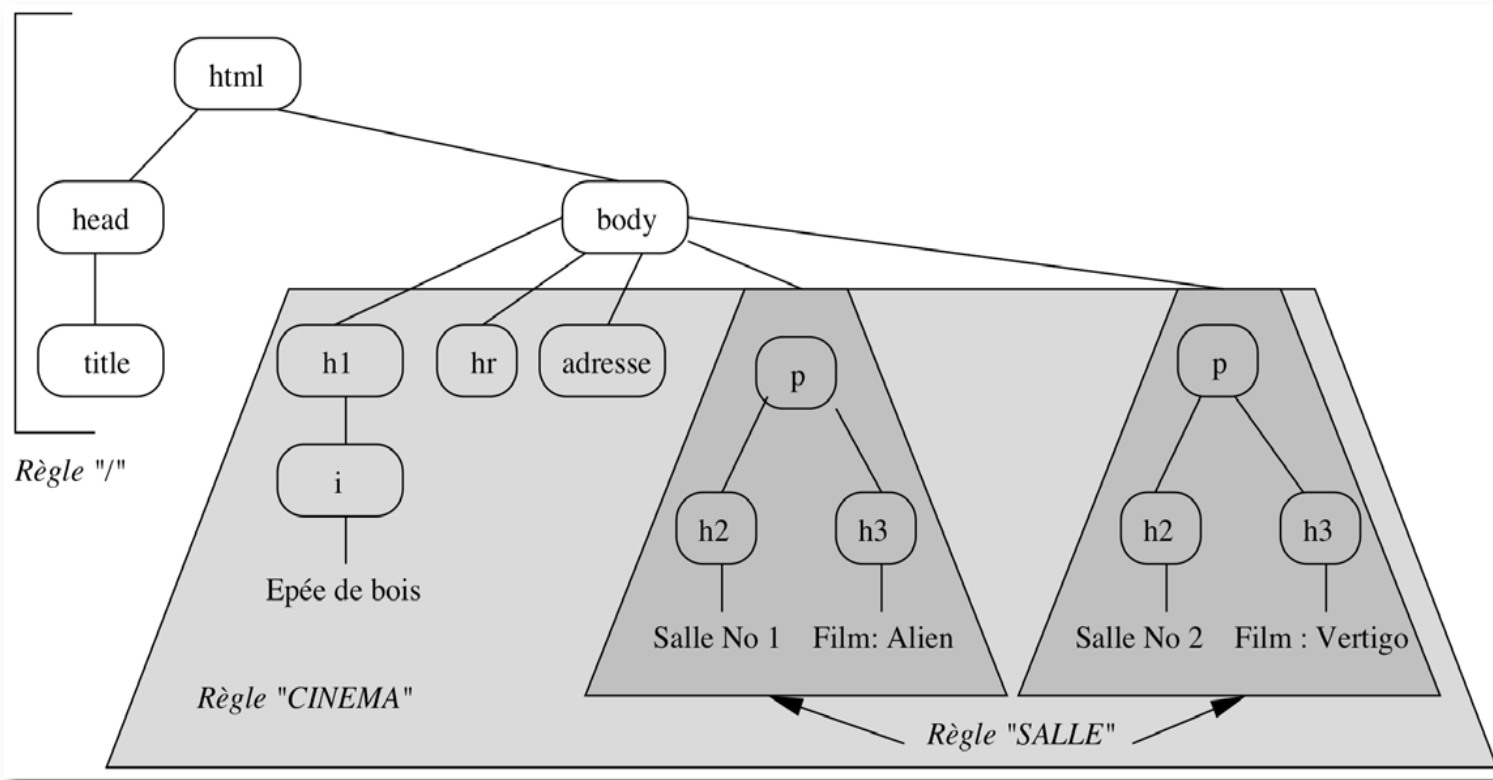 html
head
body
title
h1
hr
adresse
p
p
Règle "/"
i
h2
h3
h2
h3
Epée de bois
Salle No 1
Film: Alien
Salle No 2
Film : Vertigo
Règle "CINEMA"
Règle "SALLE"